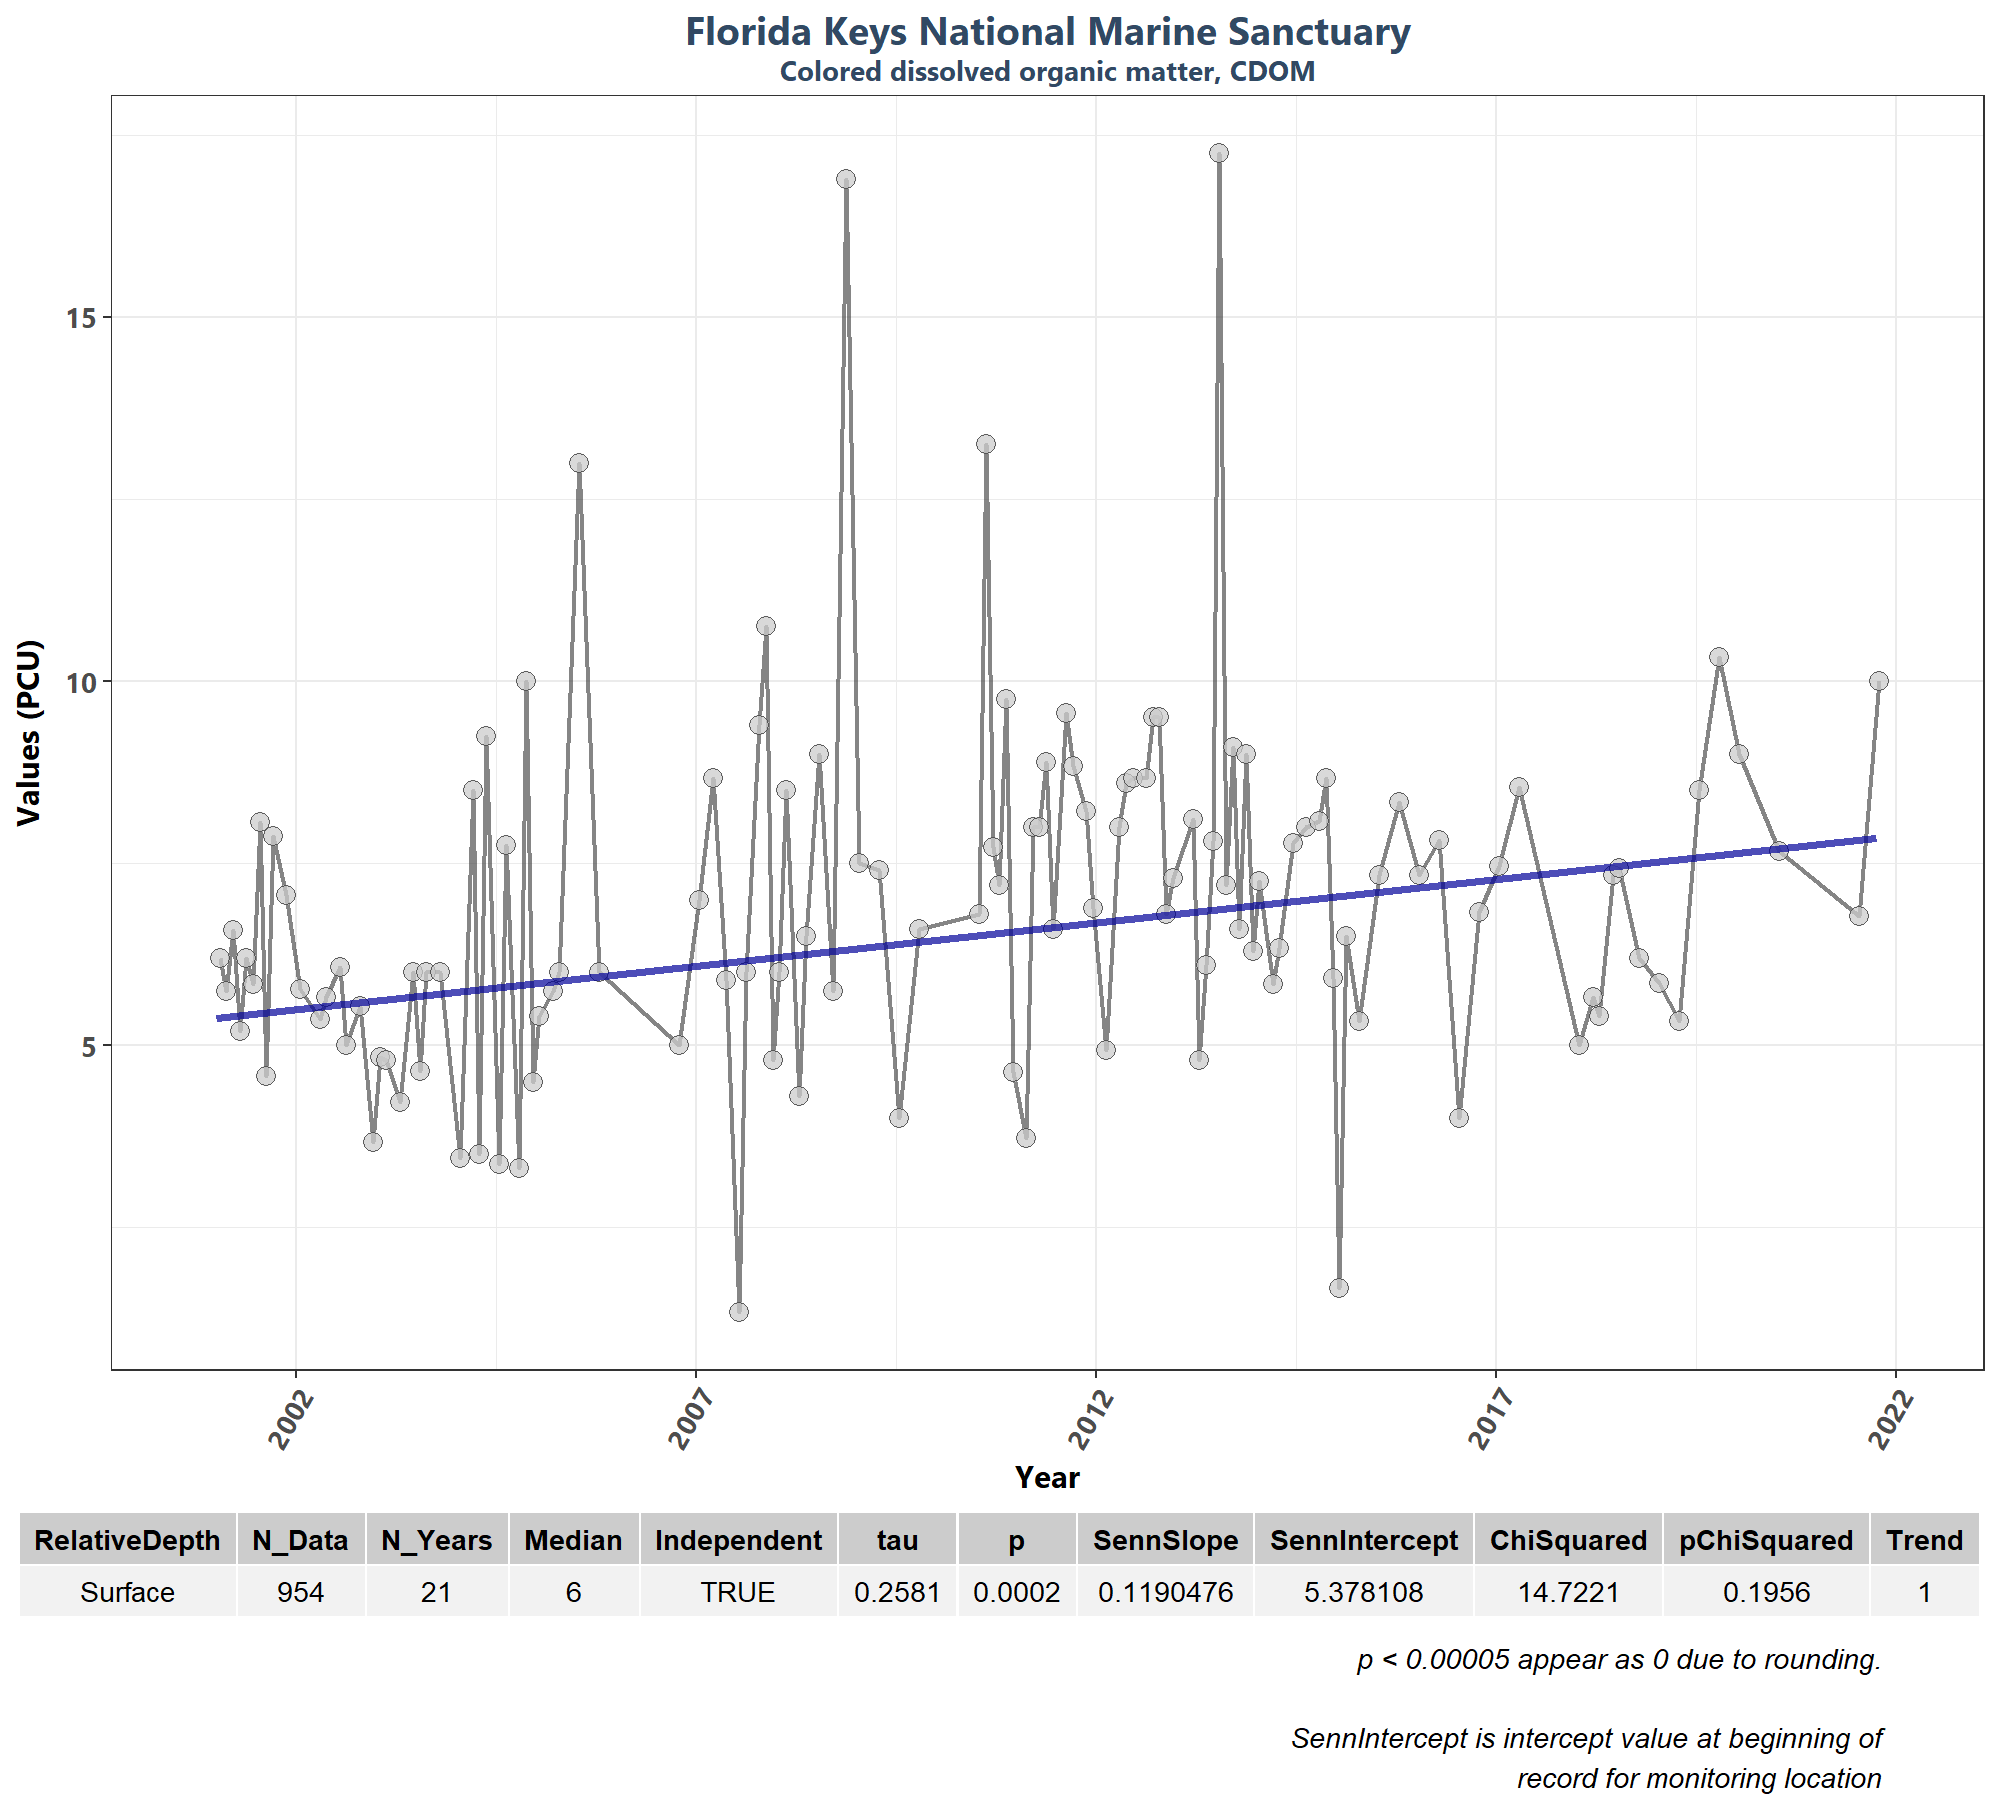 Florida Keys National Marine Sanctuary
Colored dissolved organic matter, CDOM
Values (PCU)
15
10
5
2002
2007
2012
2017
2022
Year
RelativeDepth N_Data N_Years Median Independent tau p SennSlope SennIntercept ChiSquared pChiSquared Trend
Surface 954 21 6 TRUE 0.2581 0.0002 0.1190476 5.378108 14.7221 0.1956 1
p < 0.00005 appear as 0 due to rounding.
SennIntercept is intercept value at beginning of
record for monitoring location